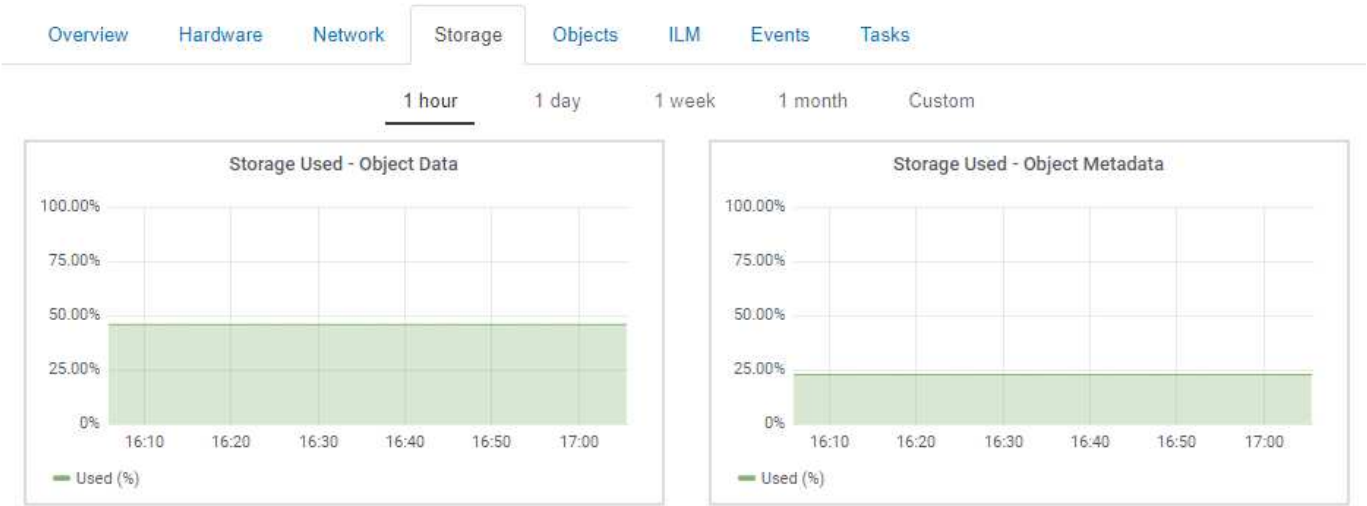 Overview Hardware Network Storage Objects ILM Events Tasks
1 hour 1 day 1 week 1 month Custom
Storage Used - Object Data
100.00%
75.00%
50.00%
25.00%
0%
16:10 16:20 16:30 16:40 16:50 17:00
Used (%)
Storage Used - Object Metadata
100.00%
75.00%
50.00%
25.00%
0%
16:10 16:20 16:30 16:40 16:50 17:00
Used (%)